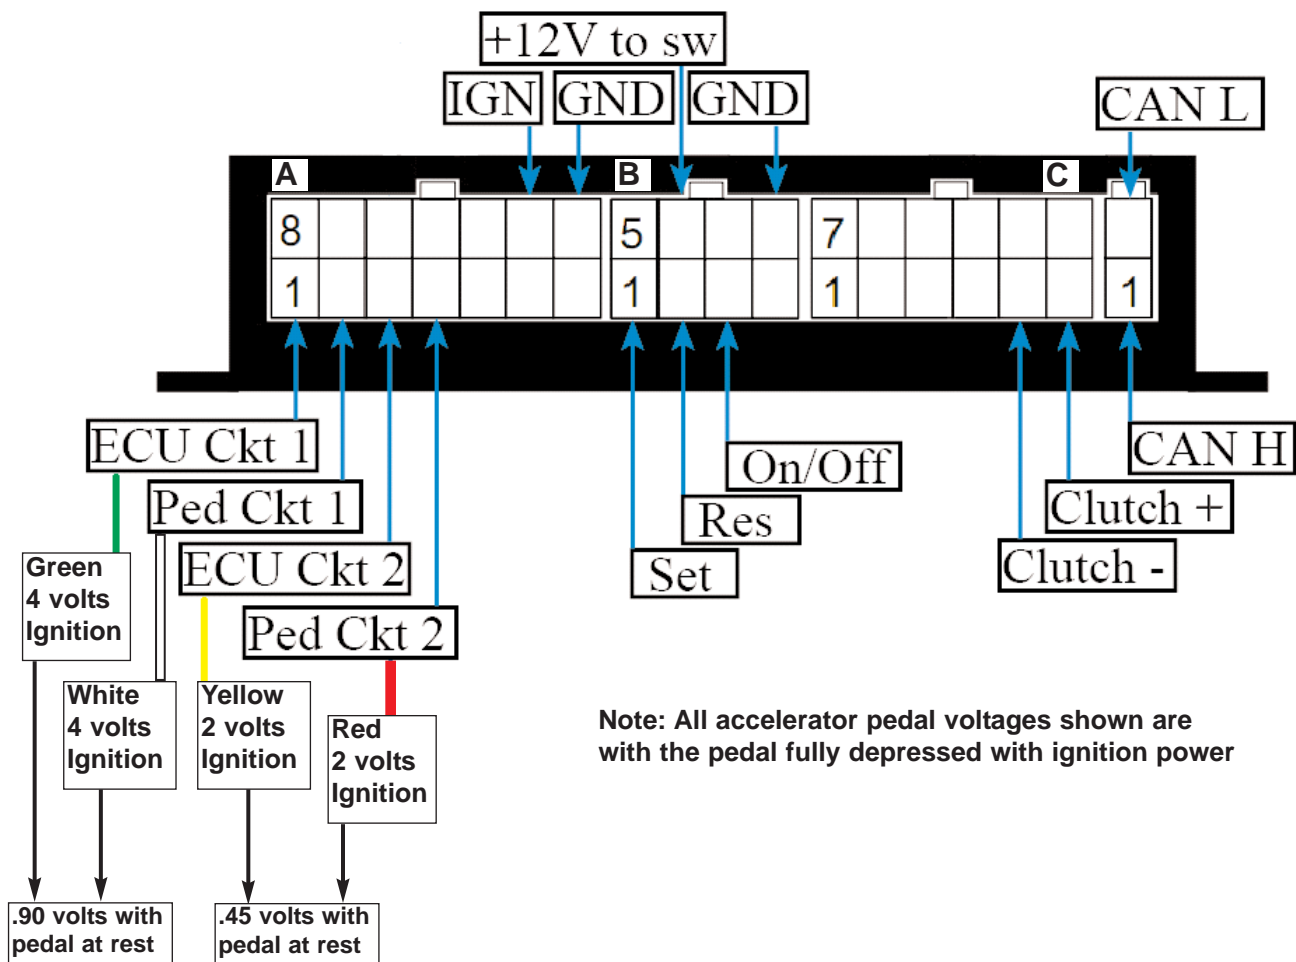 +12V to sw
IGN
GND
GND
CAN L
A
B
C
8
5
7
1
1
1
1
ECU Ckt 1
Ped Ckt 1
ECU Ckt 2
Ped Ckt 2
On/Off
Res
Set
CAN H
Clutch +
Clutch -
Green
4 volts
Ignition
White
4 volts
Ignition
Yellow
2 volts
Ignition
Red
2 volts
Ignition
Note: All accelerator pedal voltages shown are
with the pedal fully depressed with ignition power
.90 volts with
pedal at rest
.45 volts with
pedal at rest